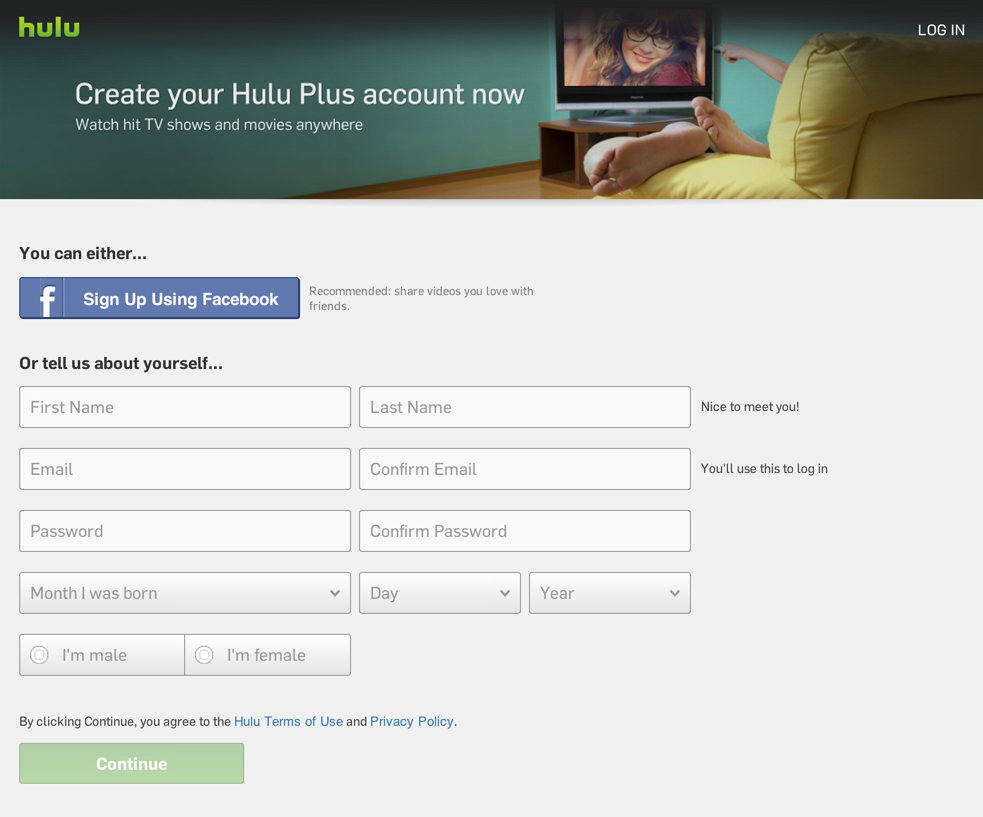 hulu
LOG IN
Create your Hulu Plus account now
Watch hit TV shows and movies anywhere
You can either...
f Sign Up Using Facebook
Recommended: share videos you love with
friends.
Or tell us about yourself...
First Name Last Name Nice to meet you!
Email Confirm Email You'll use this to log in
Password Confirm Password
Month I was born Day Year
I'm male I'm female
By clicking Continue, you agree to the Hulu Terms of Use and Privacy Policy.
Continue